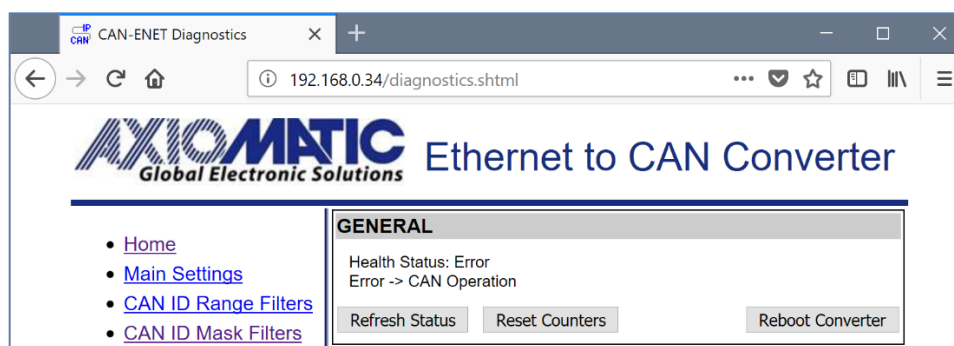 IP
CAN
CAN-ENET Diagnostics
192.168.0.34/diagnostics.shtml
AXIOMATIC
Global Electronic Solutions
Ethernet to CAN Converter
Home
Main Settings
CAN ID Range Filters
CAN ID Mask Filters
GENERAL
Health Status: Error
Error -> CAN Operation
Refresh Status Reset Counters Reboot Converter